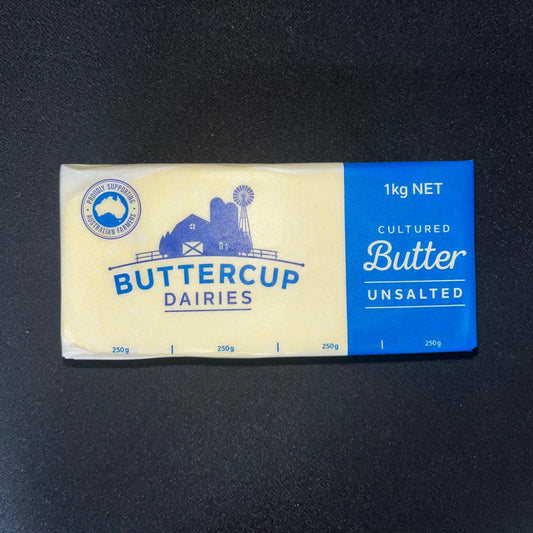 PROUDLY SUPPORTING
AUSTRALIAN FARMERS
BUTTERCUP
DAIRIES
1kg NET
CULTURED
Butter
UNSALTED
250g
250g
250g
250g